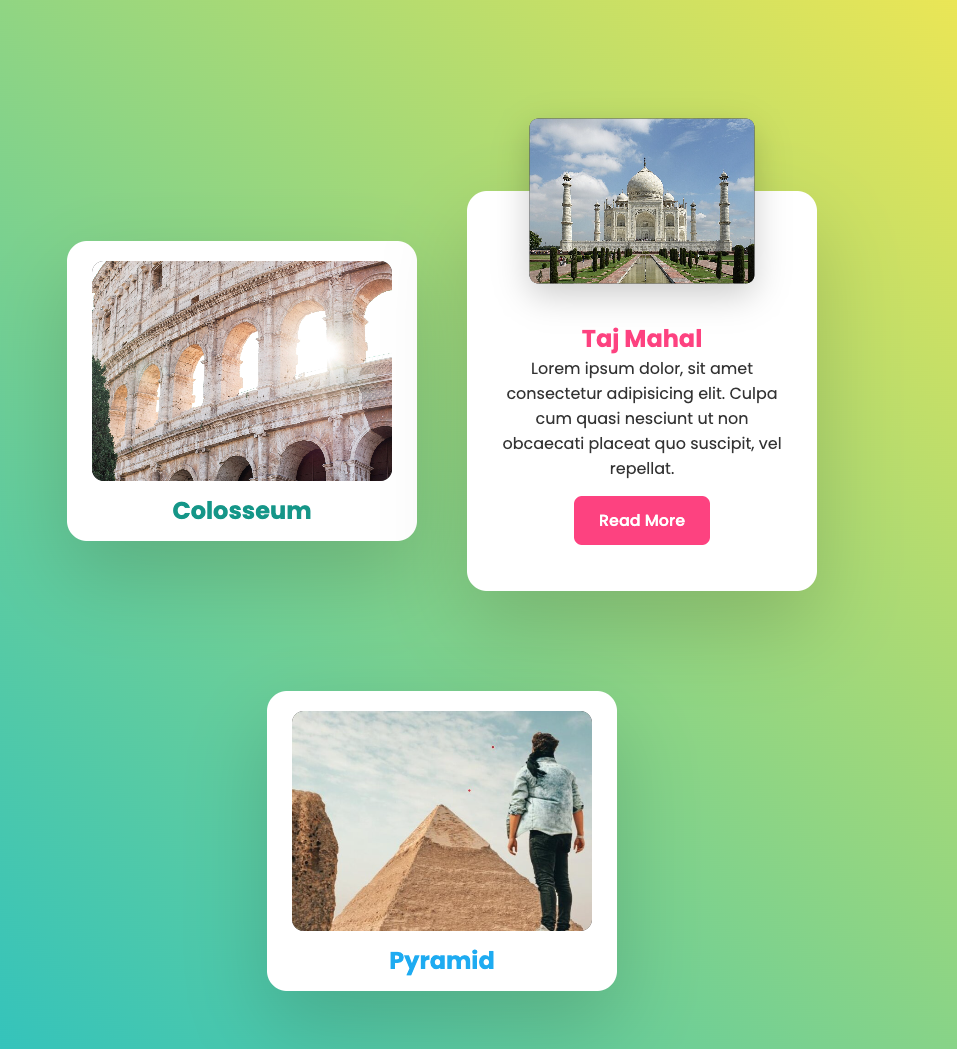 Colosseum
Taj Mahal
Lorem ipsum dolor, sit amet
consectetur adipisicing elit. Culpa
cum quasi nesciunt ut non
obcaecati placeat quo suscipit, vel
repellat.
Read More
Pyramid